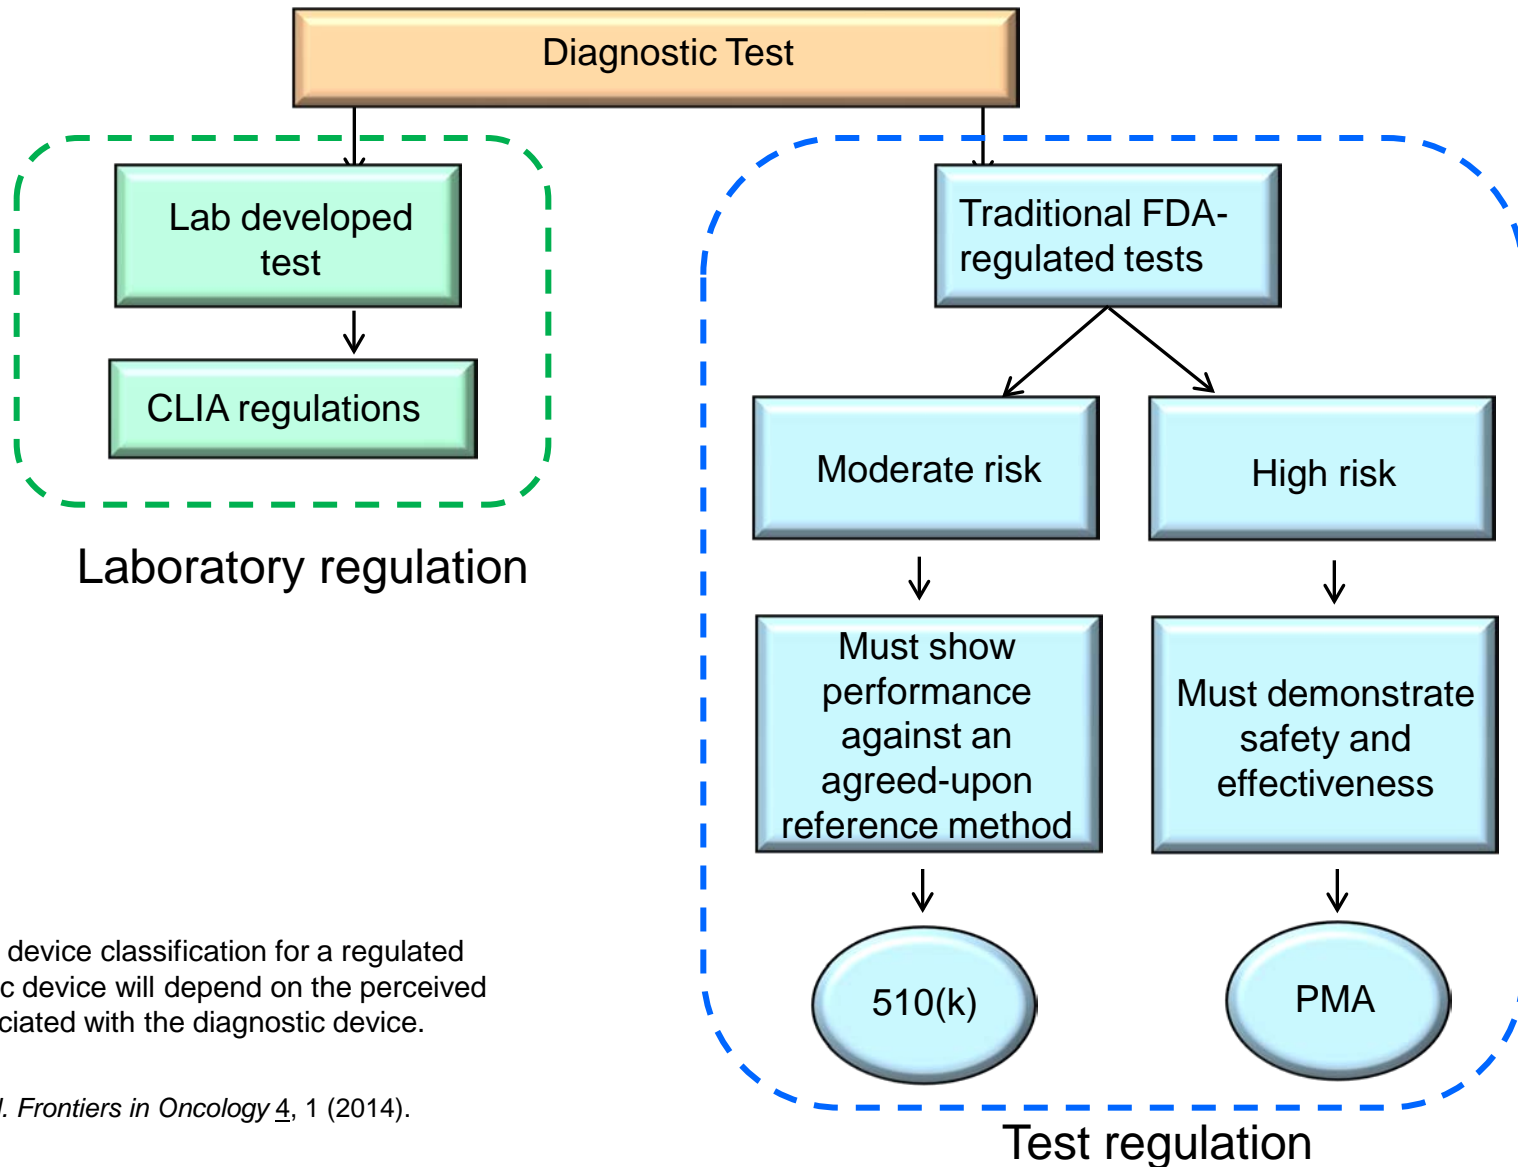 Diagnostic Test
Lab developed
test
CLIA regulations
Laboratory regulation
Traditional FDA-
regulated tests
Moderate risk
High risk
Must show
performance
against an
agreed-upon
reference method
Must demonstrate
safety and
effectiveness
510(k)
PMA
Test regulation
device classification for a regulated
device will depend on the perceived
with the diagnostic device.
Frontiers in Oncology 4, 1 (2014).